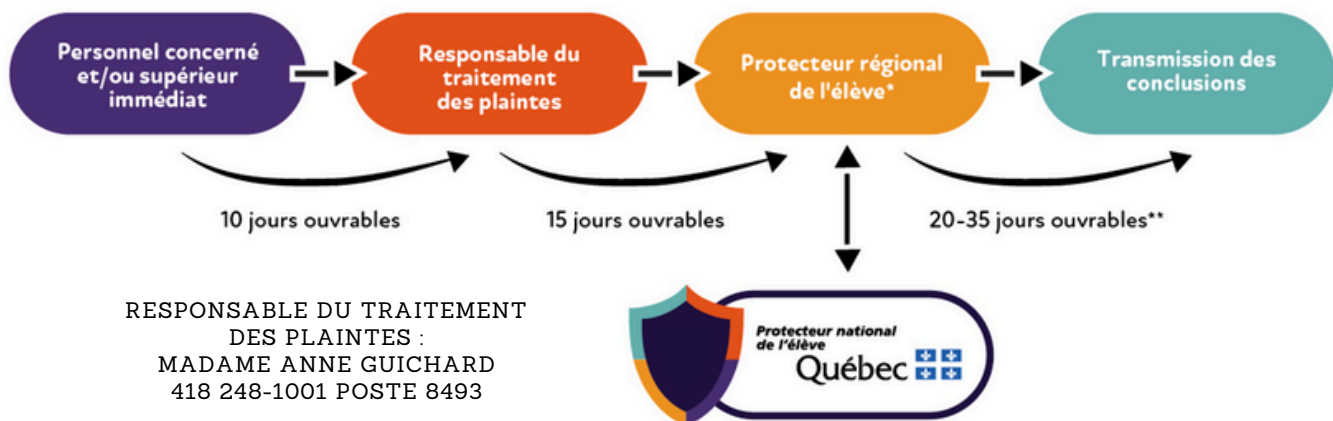 Personnel concerné
et/ou supérieur
immédiat
Responsable du
traitement
des plaintes
Protecteur régional
de l'élève*
Transmission des
conclusions
10 jours ouvrables
15 jours ouvrables
20-35 jours ouvrables**
RESPONSABLE DU TRAITEMENT
DES PLAINTES :
MADAME ANNE GUICHARD
418 248-1001 POSTE 8493
Protecteur national
de l'élève
Québec